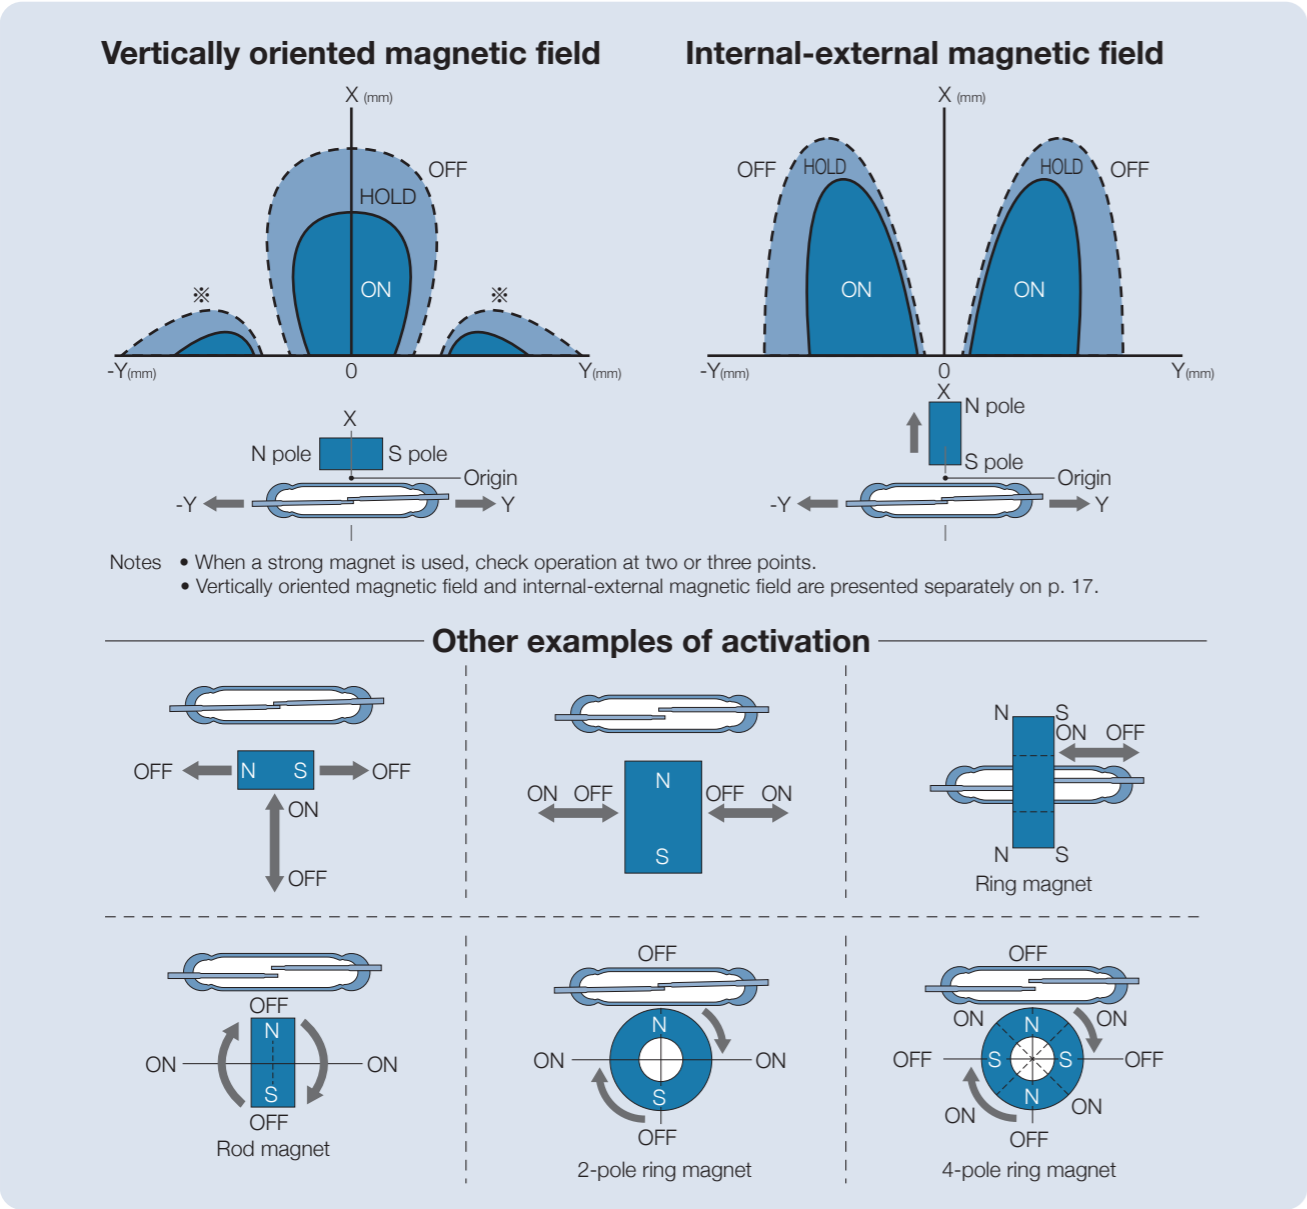 Vertically oriented magnetic field
X (mm)
OFF
HOLD
ON
※
※
-Y(mm)
0
Y(mm)
X
N pole
S pole
Origin
-Y
Y
Internal-external magnetic field
X (mm)
OFF
HOLD
HOLD
OFF
ON
ON
-Y(mm)
0
Y(mm)
X
N pole
S pole
Origin
-Y
Y
Notes • When a strong magnet is used, check operation at two or three points.
• Vertically oriented magnetic field and internal-external magnetic field are presented separately on p. 17.
Other examples of activation
OFF
N S
OFF
ON
OFF
N
ON OFF
OFF ON
S
N S
ON OFF
N S
Ring magnet
OFF
N
ON
ON
S
OFF
Rod magnet
OFF
N
ON
ON
S
OFF
2-pole ring magnet
OFF
ON
N
ON
OFF
S
S
OFF
ON
N
ON
OFF
4-pole ring magnet